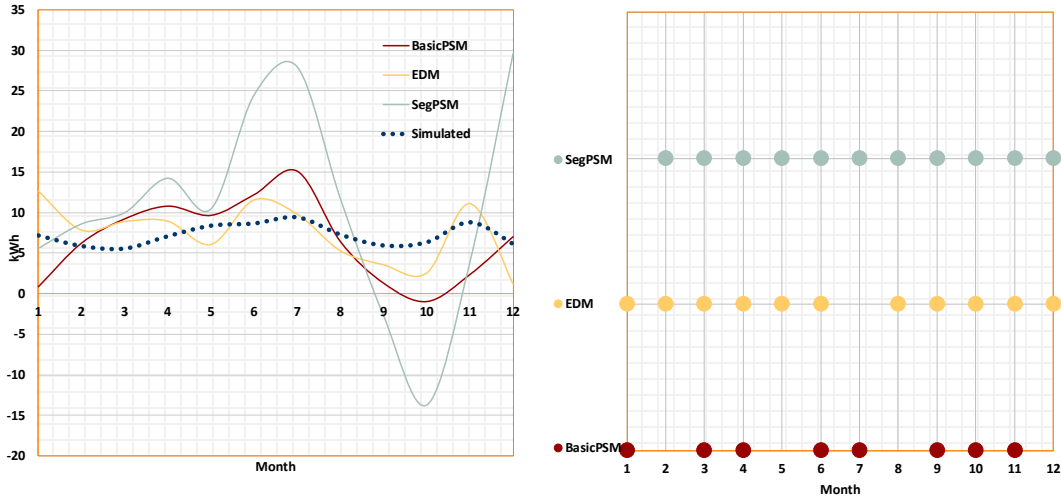 35
30
25
20
15
10
5
0
-5
-10
-15
-20
kWh
BasicPSM
EDM
SegPSM
Simulated
1 2 3 4 5 6 7 8 9 10 11 12
Month
SegPSM
EDM
BasicPSM
1 2 3 4 5 6 7 8 9 10 11 12
Month